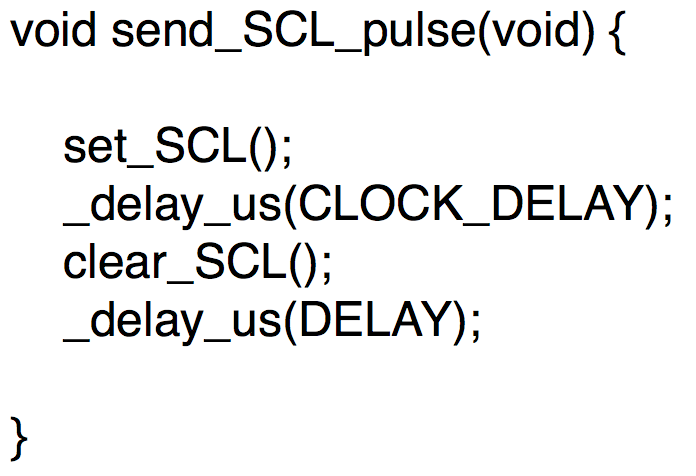 void send_SCL_pulse(void) {
set_SCL();
_delay_us(CLOCK_DELAY);
clear_SCL();
_delay_us(DELAY);
}